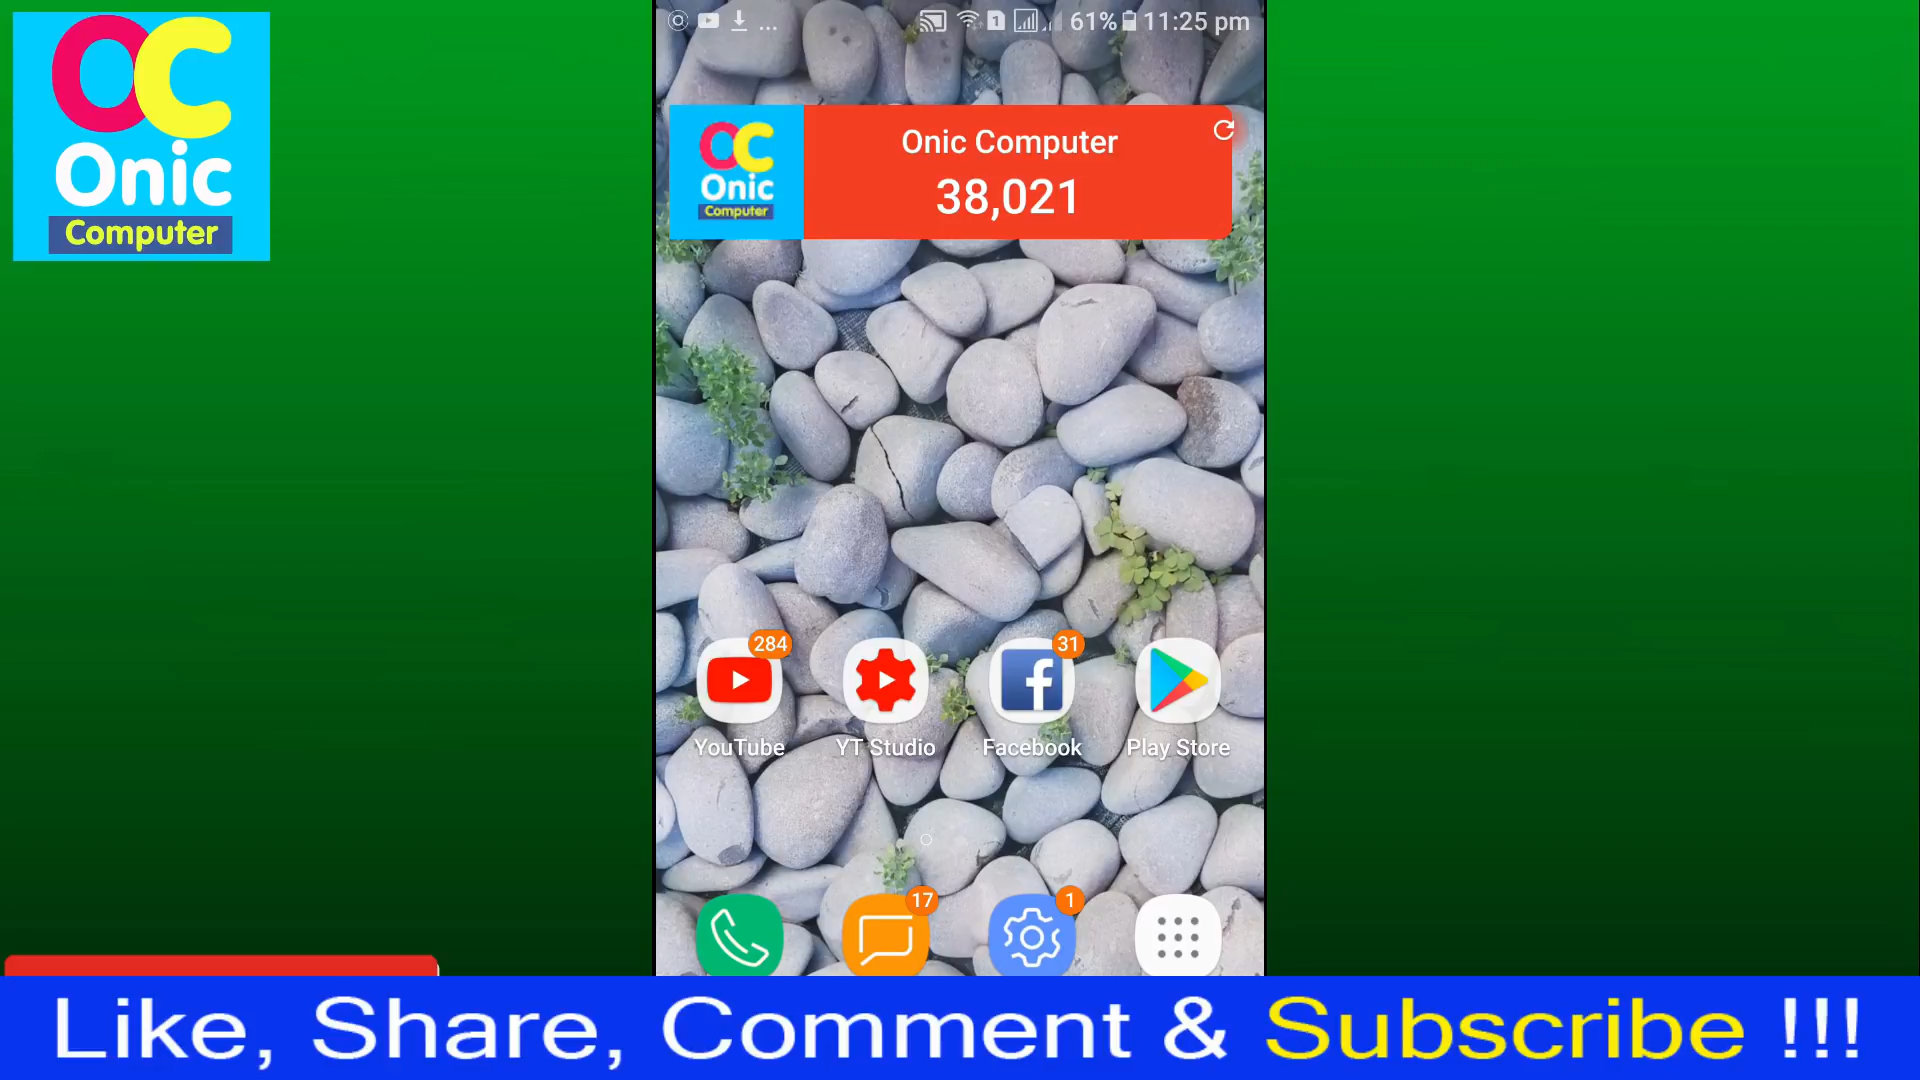 OC
Onic
Computer
... 1 61% 11:25 pm
OC
Onic
Computer
Onic Computer
38,021
284
31
YouTube
YT Studio
Facebook
Play Store
17
1
Like, Share, Comment & Subscribe !!!